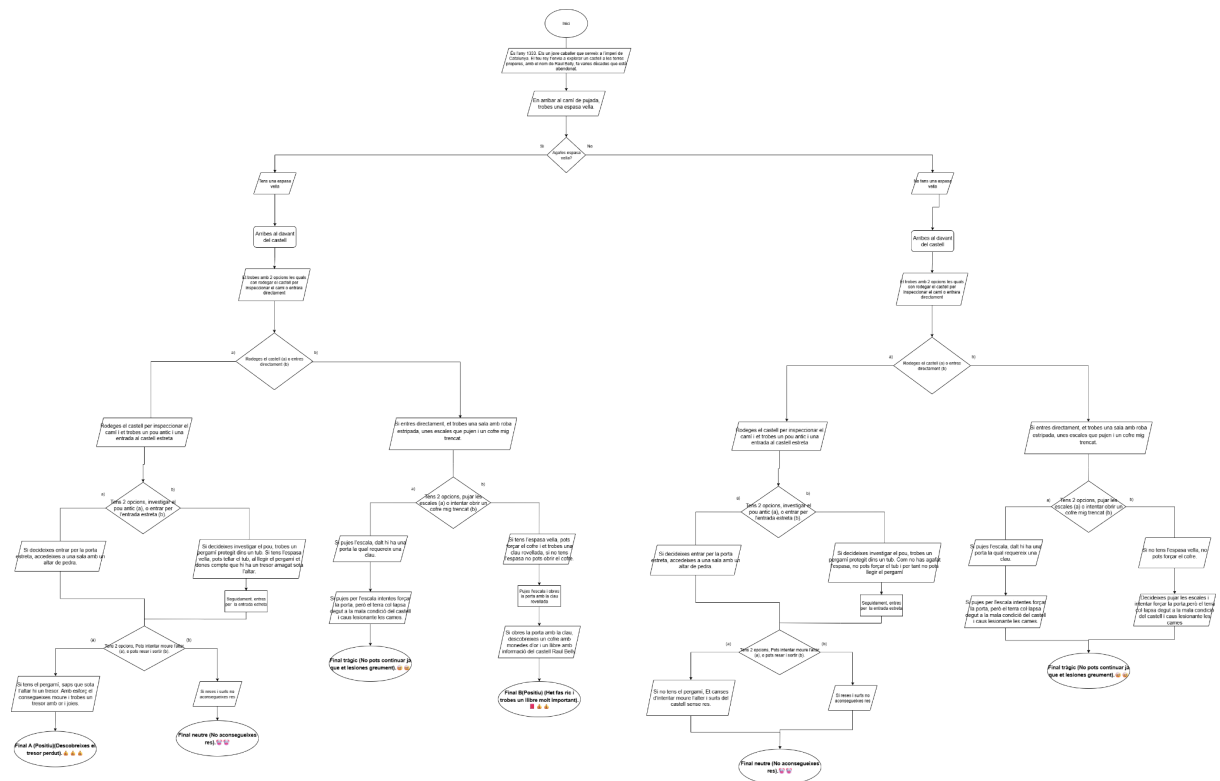 Inici
És l'any 1333. Ets un jove cavaller que serveix a l'imperi de
Catalunya. El teu rey t'envia a explorar un castell a les terres
properes, amb el nom de Raul Belly, fa varies dècades que està
abandonat.
En arribar al camí de pujada,
trobes una espasa vella.
Si
No
Agafes espasa
vella?
Tens una espasa
vella
No tens una espasa
vella
Arribes al davant
del castell
Arribes al davant
del castell
Et trobes amb 2 opcions les quals
son rodegar el castell per
inspeccionar el camí o entrara
directament
Et trobes amb 2 opcions les quals
con rodegar el castell per
inspeccionar el camí o entrara
directament
a)
b)
Rodeges el castell (a) o entres
directament (b)
a)
b)
Rodeges el castell (a) o entres
directament (b)
Rodeges el castell per inspeccionar el
camí i et trobes un pou antic i una
entrada al castell estreta
Si entres directament, et trobes una sala amb roba
estripada, unes escales que pujen i un cofre mig
trencat.
Rodeges el castell per inspeccionar el
camí i et trobes un pou antic i una
entrada al castell estreta
Si entres directament, et trobes una sala amb roba
estripada, unes escales que pujen i un cofre mig
trencat.
a)
b)
Tens 2 opcions, investigar el
pou antic (a), o entrar per
l'entrada estreta (b)
a)
b)
Tens 2 opcions, pujar les
escales (a) o intentar obrir un
cofre mig trencat (b)
a)
b)
Tens 2 opcions, investigar el
pou antic (a), o entrar per
l'entrada estreta (b)
a)
b)
Tens 2 opcions, pujar les
escales (a) o intentar obrir un
cofre mig trencat (b)
Si decideixes entrar per la porta
estreta, accedeixes a una sala amb un
altar de pedra.
Si decideixes investigar el pou, trobes un
pergamí protegit dins un tub. Si tens l'espasa
vella, pots tellar el tub, al llegir el pergamí et
dones compte que hi ha un tresor amagat sota
l'altar.
Si pujes l'escala, dalt hi ha una
porta la qual requereix una
clau.
Si tens l'espasa vella, pots
forçar el cofre i et trobes una
clau rovellada, si no tens
l'espasa no pots obrir el cofre
Si decideixes entrar per la porta
estreta, accedeixes a una sala amb un
altar de pedra.
Si decideixes investigar el pou, trobes un
pergamí protegit dins un tub. Com no has agafat
l'espasa, no pots forçar el tub i per tant no pots
llegir el pergamí
Si pujes l'escala, dalt hi ha una
porta la qual requereix una
clau.
Si no tens l'espasa vella, no
pots forçar el cofre.
Seguidament, entres
per la entrada estreta
Pujes l'escala i obres
la porta amb la clau
rovellada
Seguidament, entres
per la entrada estreta
Si pujes per l'escala intentes forçar la
porta, però el terra col·lapsa
degut a la mala condició del castell
i caus lesionante les cames.
Si pujes per l'escala intentes forçar la
porta, però el terra col·lapsa
degut a la mala condició del castell
i caus lesionante les cames.
Decideixes pujar les escales i
intentar forçar la porta,però el terra
col·lapsa degut a la mala condició
del castell i caus lesionante les
cames
(a)
(b)
Tens 2 opcions, Pots intentar moure l'altar
(a), o pots resar i sortir (b)
Si obres la porta amb la clau,
descobreixes un cofre amb
monedes d'or i un llibre amb
informació del castell Raul Belly
(a)
(b)
Tens 2 opcions, Pots intentar moure l'altar
(a), o pots resar i sortir (b)
Final tràgic (No pots continuar ja
que et lesiones greument).
Final tràgic (No pots continuar ja
que et lesiones greument).
Si tens el pergamí, saps que sota
l'altar hi un tresor. Amb esforç el
consegueixes moure i trobes un
tresor amb or i joies.
Si reses i surts no
aconsegueixes res
Final B(Positiu) (Het fas ric i
trobes un llibre molt important).
Si no tens el pergamí, Et canses
d'intentar moure l'alter i surts del
castell sense res.
Si reses i surts no
aconsegueixes res
Final A (Positiu)(Descobreixes el
tresor perdut).
Final neutre (No aconsegueixes
res).
Final neutre (No aconsegueixes
res).